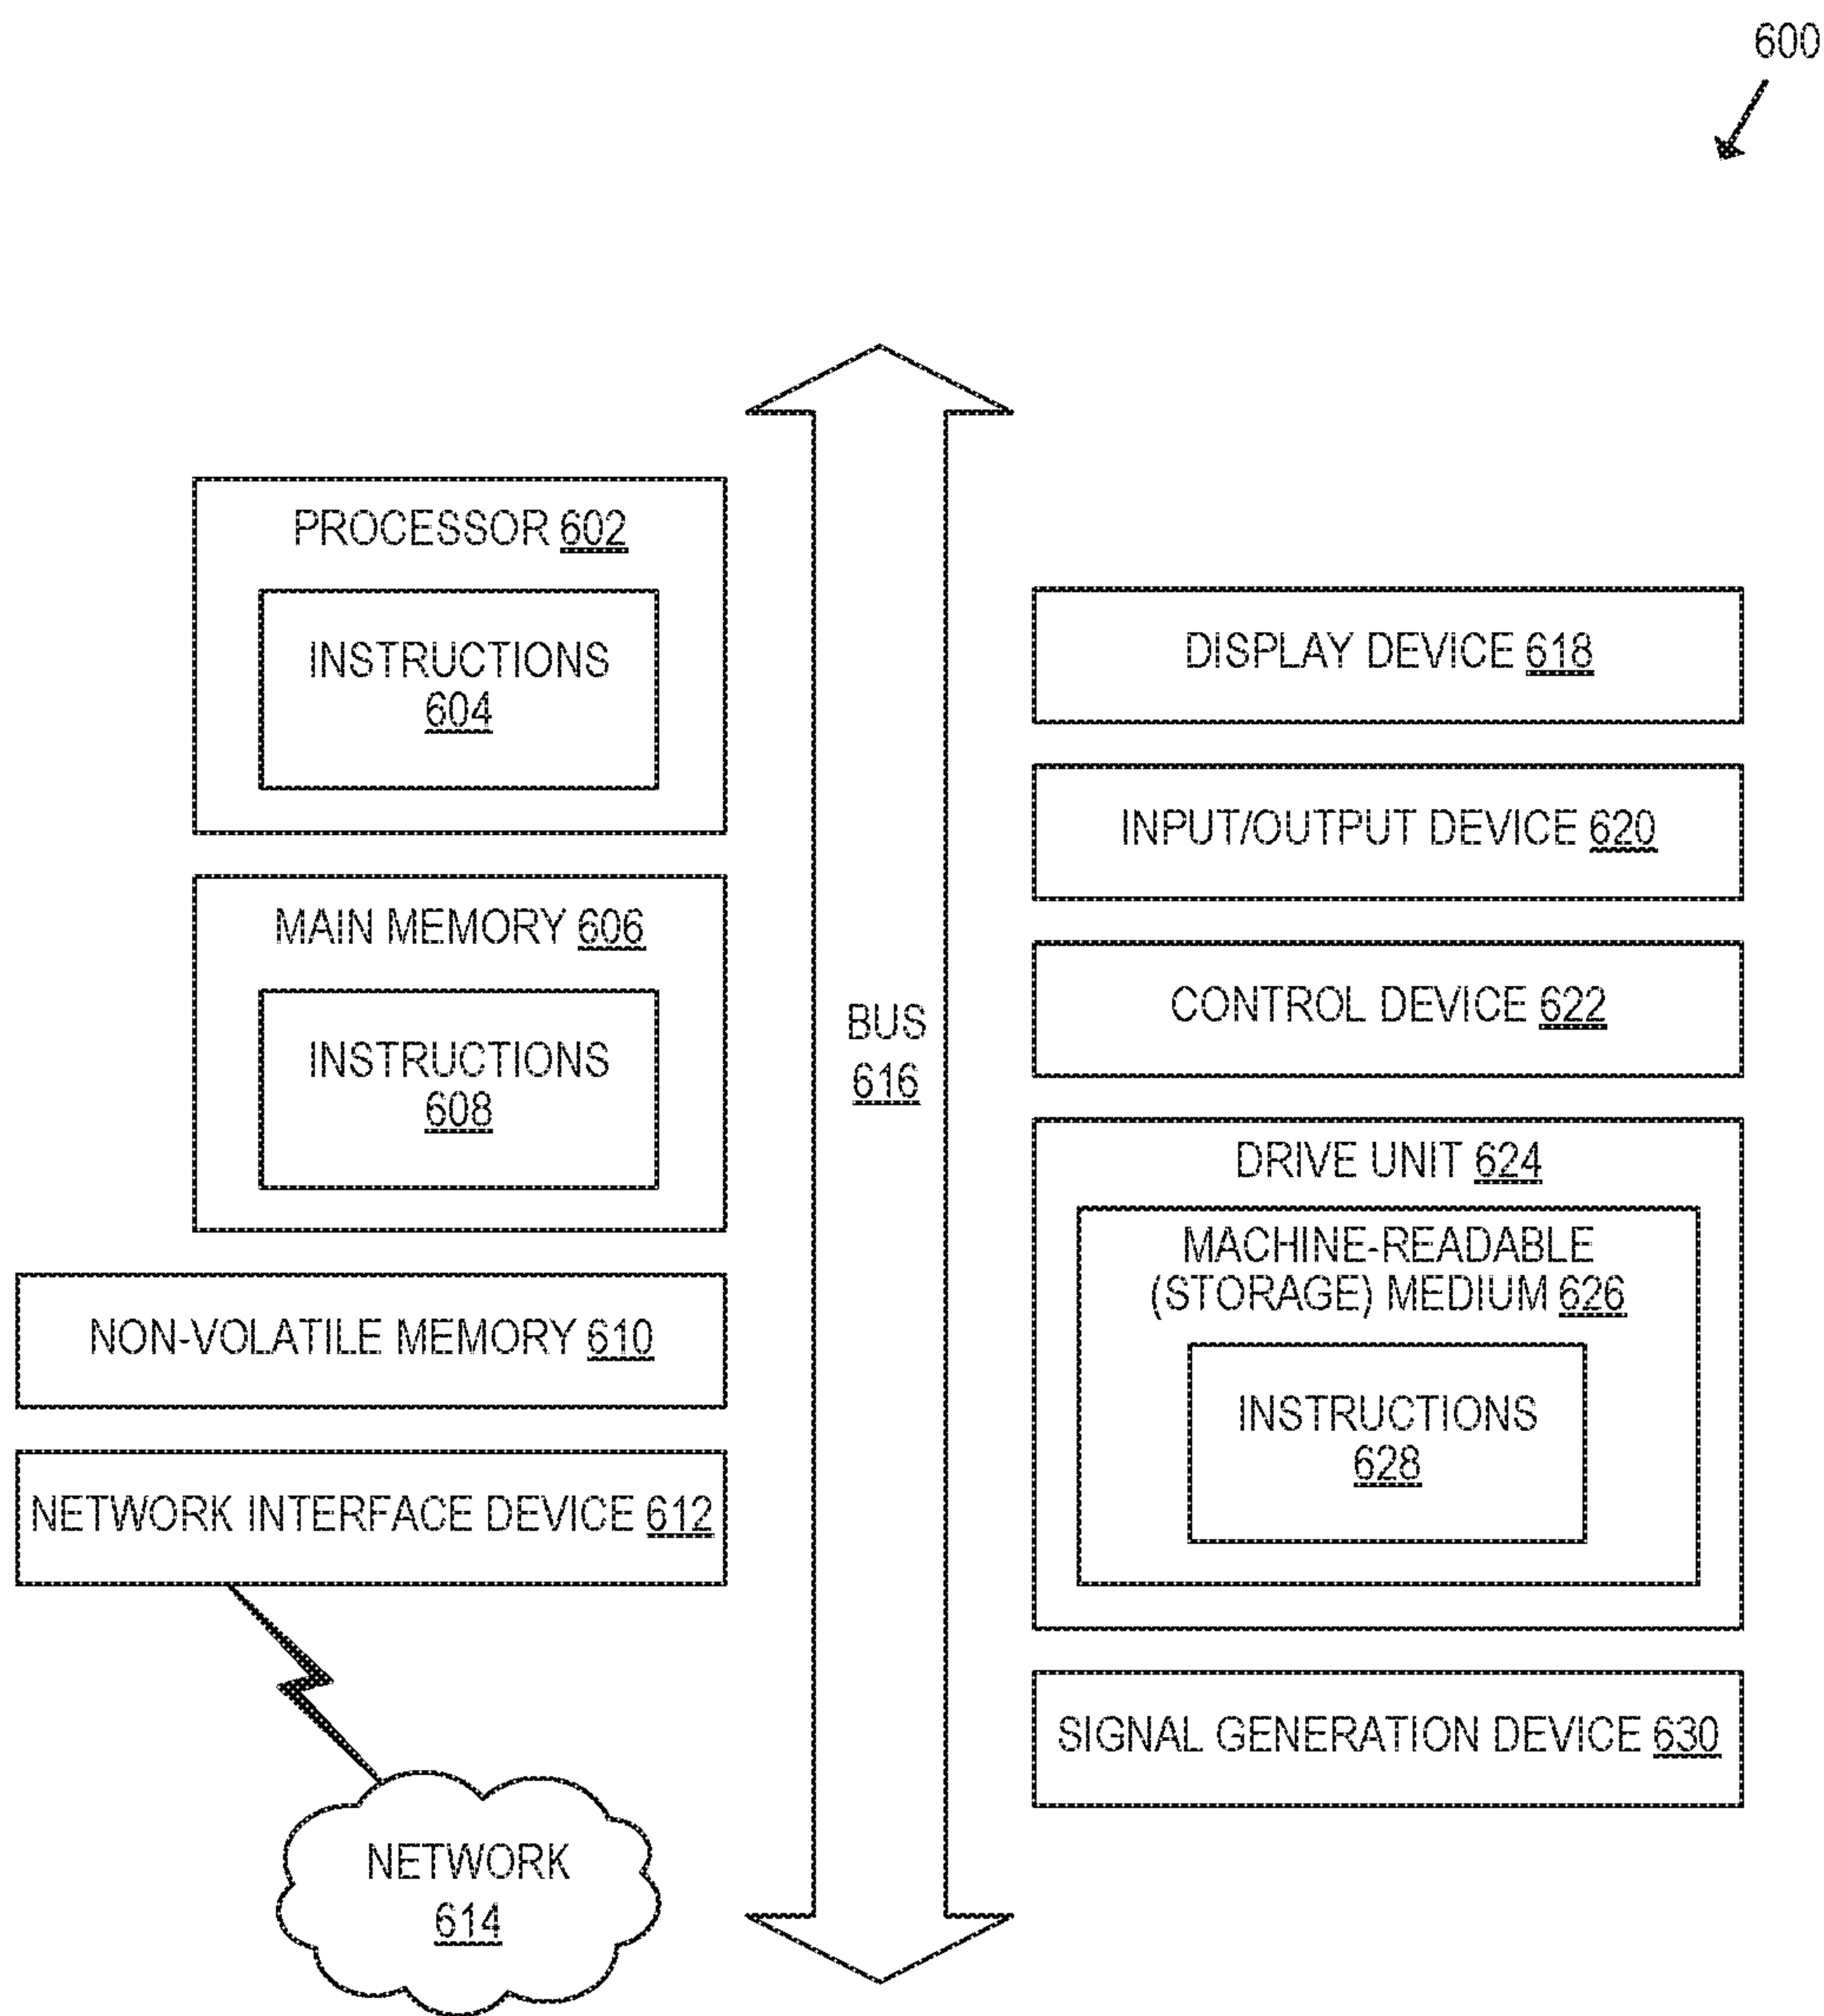 600
PROCESSOR 602
INSTRUCTIONS
604
MAIN MEMORY 606
INSTRUCTIONS
608
NON-VOLATILE MEMORY 610
NETWORK INTERFACE DEVICE 612
NETWORK
614
BUS
616
DISPLAY DEVICE 618
INPUT/OUTPUT DEVICE 620
CONTROL DEVICE 622
DRIVE UNIT 624
MACHINE-READABLE
(STORAGE) MEDIUM 626
INSTRUCTIONS
628
SIGNAL GENERATION DEVICE 630